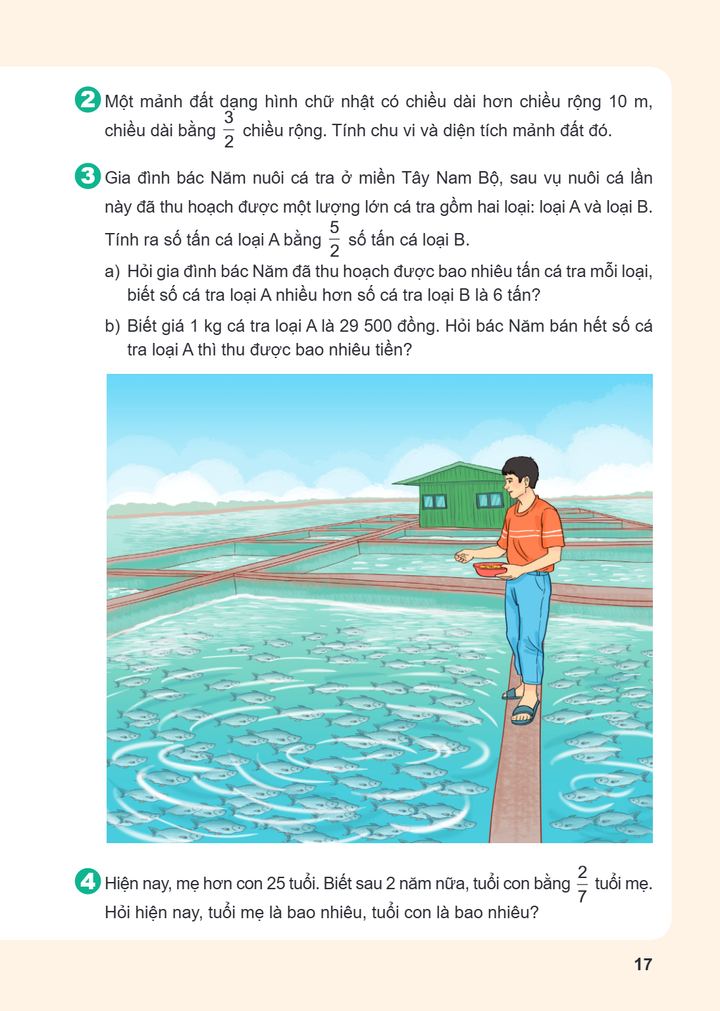 2 Một mảnh đất dạng hình chữ nhật có chiều dài hơn chiều rộng 10 m,
chiều dài bằng 3/2 chiều rộng. Tính chu vi và diện tích mảnh đất đó.
3 Gia đình bác Năm nuôi cá tra ở miền Tây Nam Bộ, sau vụ nuôi cá lần
này đã thu hoạch được một lượng lớn cá tra gồm hai loại: loại A và loại B.
Tính ra số tấn cá loại A bằng 5/2 số tấn cá loại B.
a) Hỏi gia đình bác Năm đã thu hoạch được bao nhiêu tấn cá tra mỗi loại,
biết số cá tra loại A nhiều hơn số cá tra loại B là 6 tấn?
b) Biết giá 1 kg cá tra loại A là 29 500 đồng. Hỏi bác Năm bán hết số cá
tra loại A thì thu được bao nhiêu tiền?
4 Hiện nay, mẹ hơn con 25 tuổi. Biết sau 2 năm nữa, tuổi con bằng 2/7 tuổi mẹ.
Hỏi hiện nay, tuổi mẹ là bao nhiêu, tuổi con là bao nhiêu?
17